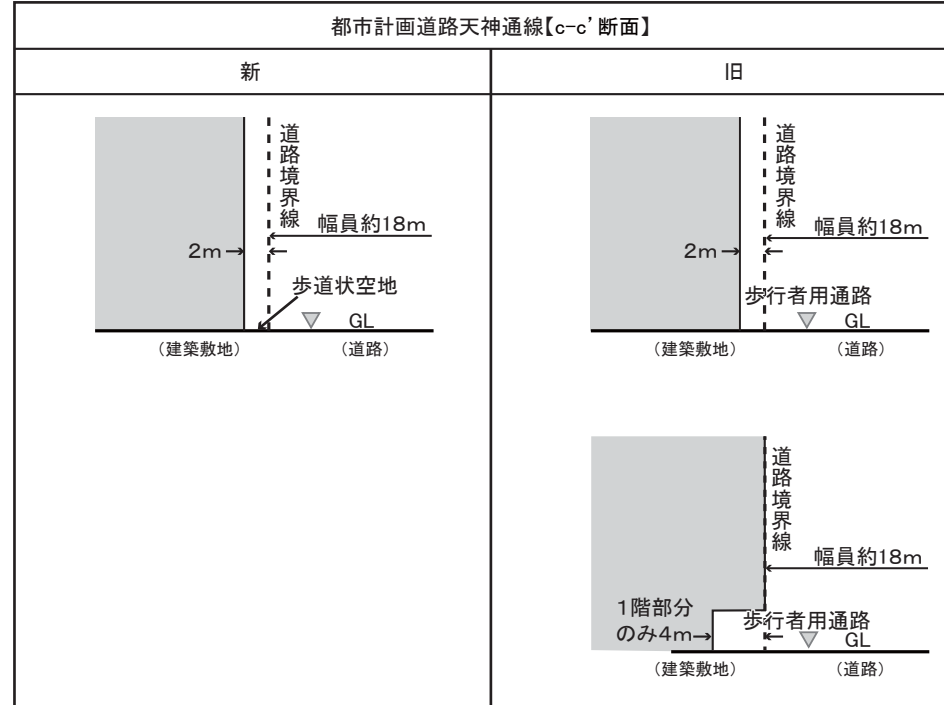 都市計画道路天神通線【c-c’断面】
新
旧
道路境界線
幅員約18m
2m
歩道状空地
GL
（建築敷地）
（道路）
道路境界線
幅員約18m
2m
歩行者用通路
GL
（建築敷地）
（道路）
道路境界線
幅員約18m
1階部分
のみ4m
歩行者用通路
GL
（建築敷地）
（道路）